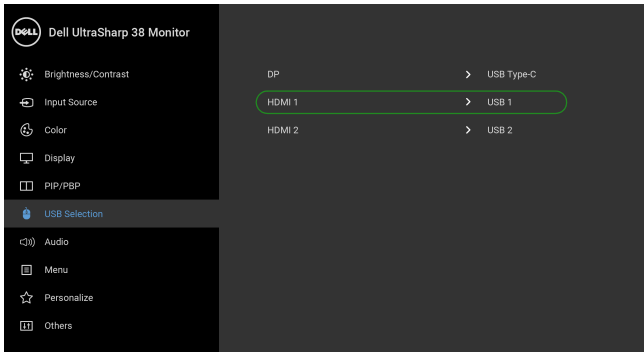 DELL Dell UltraSharp 38 Monitor
Brightness/Contrast
Input Source
Color
Display
PIP/PBP
USB Selection
Audio
Menu
Personalize
Others
DP > USB Type-C
HDMI 1 > USB 1
HDMI 2 > USB 2